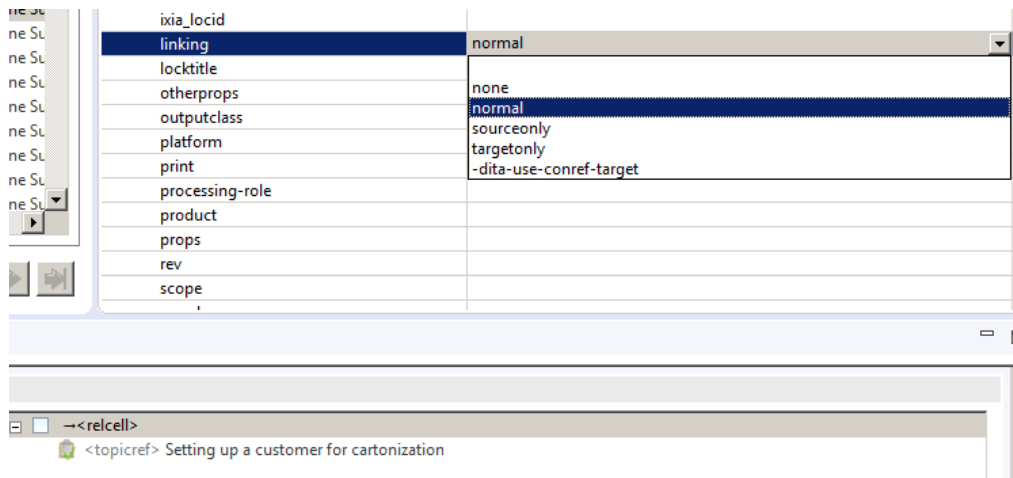 ne Su
ixia_locid
ne Su
linking normal
ne Su
locktitle
ne Su
otherprops none
normal
ne Su
outputclass sourceonly
ne Su
platform targetonly
ne Su
print -dita-use-conref-target
ne Su
processing-role
ne Su
product
props
rev
scope
→<relcell>
<topicref> Setting up a customer for cartonization